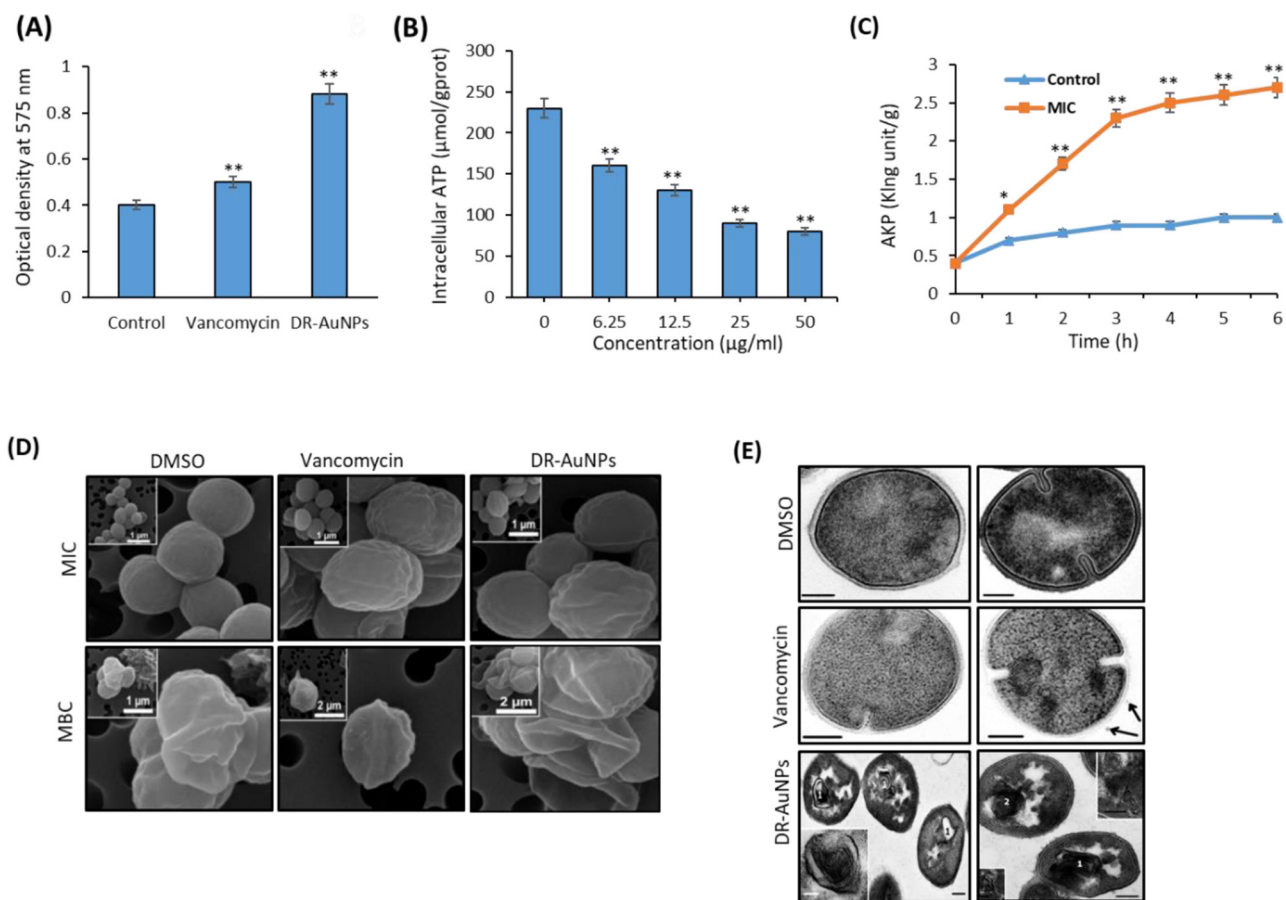 (A)
Optical density at 575 nm
1
0.8
0.6
0.4
0.2
0
**
**
Control Vancomycin DR-AuNPs
(B)
Intracellular ATP (µmol/gprot)
300
250
200
150
100
50
0
**
**
**
**
0 6.25 12.5 25 50
Concentration (µg/ml)
(C)
AKP (KIng unit/g)
3
2.5
2
1.5
1
0.5
0
Control
MIC
*
**
**
**
**
**
0 1 2 3 4 5 6
Time (h)
(D)
DMSO Vancomycin DR-AuNPs
MIC
1 µm
1 µm
1 µm
MBC
1 µm
2 µm
2 µm
(E)
DMSO
Vancomycin
DR-AuNPs
1
1
2
1